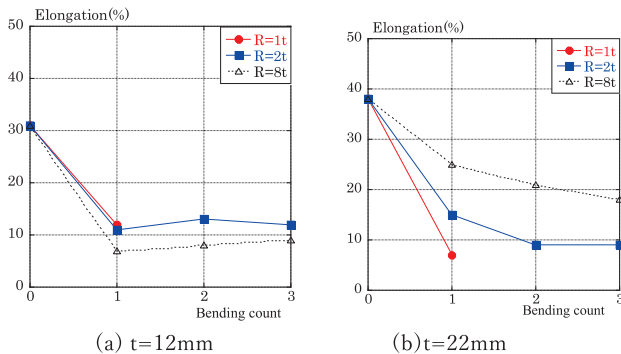 Elongation(%)
50
40
30
20
10
0
0 1 2 3
Bending count
R=1t
R=2t
R=8t
(a) t=12mm
Elongation(%)
50
40
30
20
10
0
0 1 2 3
Bending count
R=1t
R=2t
R=8t
(b)t=22mm